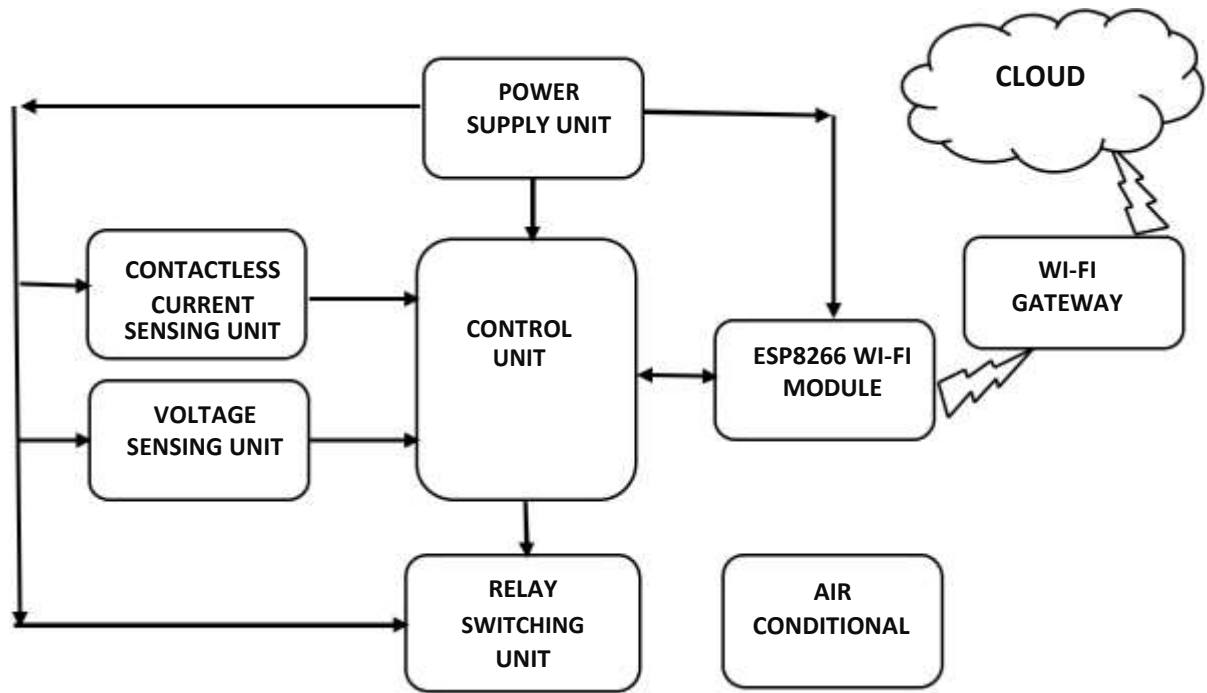 POWER
SUPPLY UNIT
CLOUD
CONTACTLESS
CURRENT
SENSING UNIT
CONTROL
UNIT
WI-FI
GATEWAY
ESP8266 WI-FI
MODULE
VOLTAGE
SENSING UNIT
RELAY
SWITCHING
UNIT
AIR
CONDITIONAL